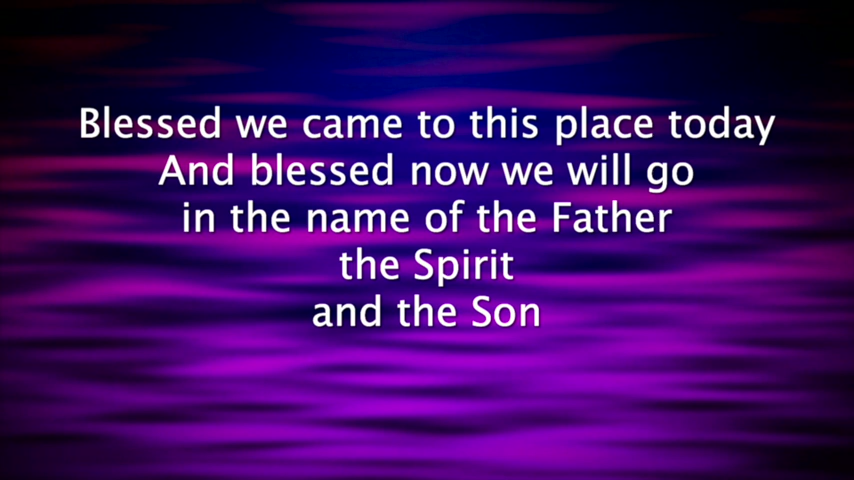 Blessed we came to this place today
And blessed now we will go
in the name of the Father
the Spirit
and the Son